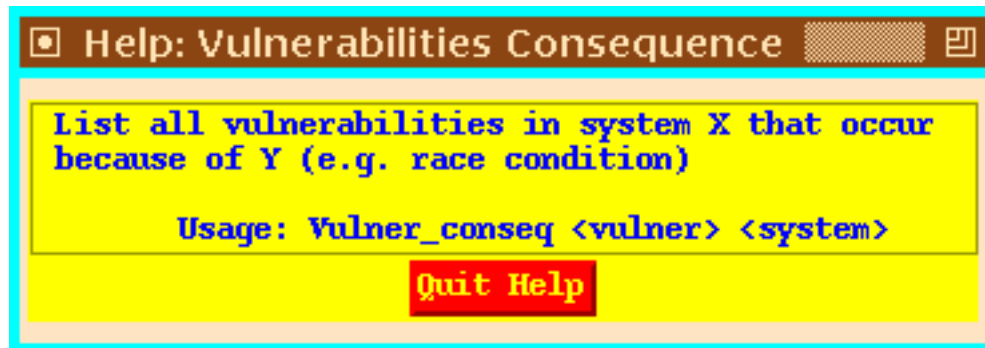 Help: Vulnerabilities Consequence
List all vulnerabilities in system X that occur
because of Y (e.g. race condition)
Usage: Vulner_conseq <vulner> <system>
Quit Help